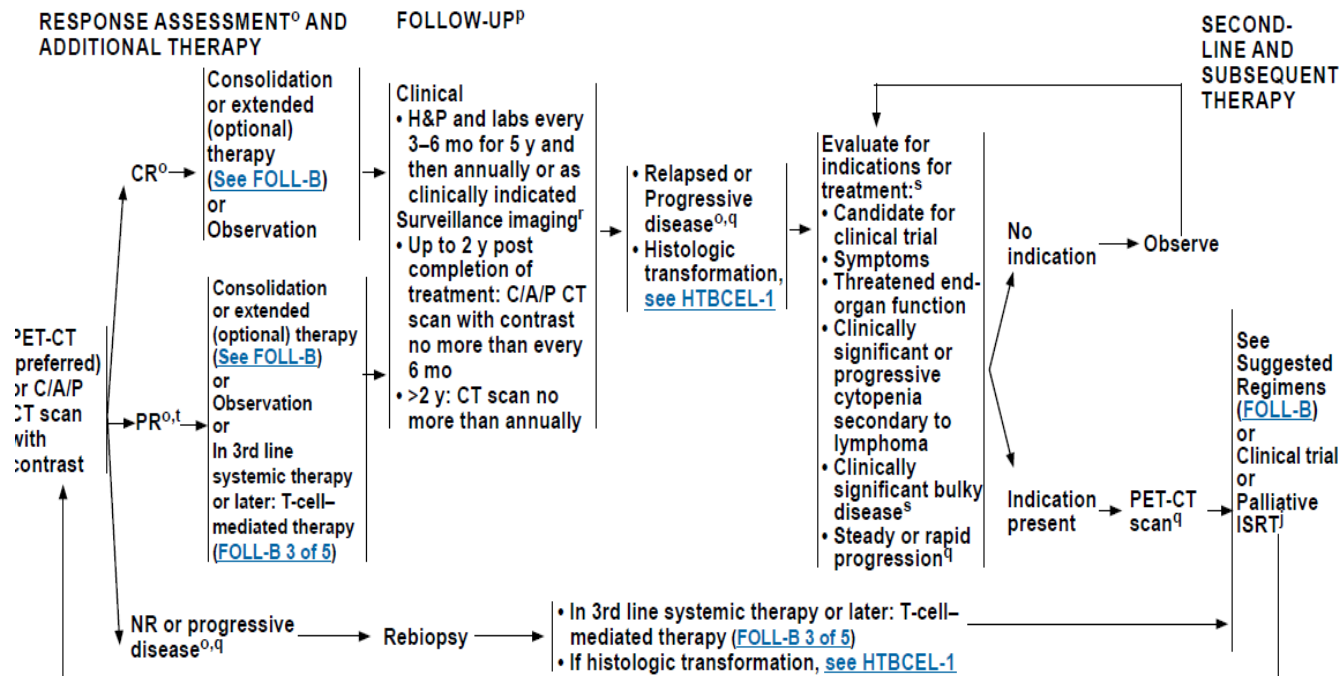 RESPONSE ASSESSMENTᵒ AND
ADDITIONAL THERAPY
FOLLOW-UPᵖ
SECOND-
LINE AND
SUBSEQUENT
THERAPY
PET-CT
(preferred)
or C/A/P
CT scan
with
contrast
CRᵒ
Consolidation
or extended
(optional)
therapy
(See FOLL-B)
or
Observation
PRᵒ,ᵗ
Consolidation
or extended
(optional) therapy
(See FOLL-B)
or
Observation
or
In 3rd line
systemic therapy
or later: T-cell–
mediated therapy
(FOLL-B 3 of 5)
Clinical
• H&P and labs every
3–6 mo for 5 y and
then annually or as
clinically indicated
Surveillance imagingʳ
• Up to 2 y post
completion of
treatment: C/A/P CT
scan with contrast
no more than every
6 mo
• >2 y: CT scan no
more than annually
• Relapsed or
Progressive
diseaseᵒ,q
• Histologic
transformation,
see HTBCEL-1
Evaluate for
indications for
treatment:ˢ
• Candidate for
clinical trial
• Symptoms
• Threatened end-
organ function
• Clinically
significant or
progressive
cytopenia
secondary to
lymphoma
• Clinically
significant bulky
diseaseˢ
• Steady or rapid
progressionq
No
indication
Observe
Indication
present
PET-CT
scanq
See
Suggested
Regimens
(FOLL-B)
or
Clinical trial
or
Palliative
ISRTʲ
NR or progressive
diseaseᵒ,q
Rebiopsy
• In 3rd line systemic therapy or later: T-cell–
mediated therapy (FOLL-B 3 of 5)
• If histologic transformation, see HTBCEL-1